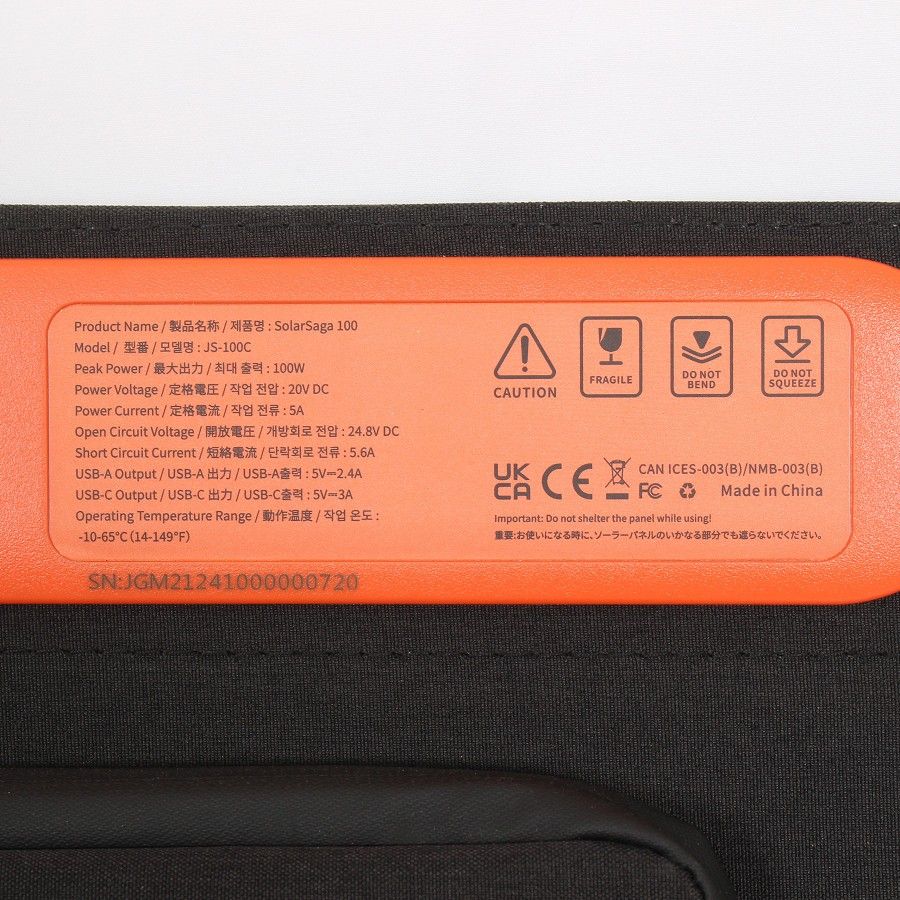 Product Name / 製品名称 / 제품명 : SolarSaga 100
Model / 型番 / 모델명 : JS-100C
Peak Power / 最大出力 / 최대 출력 : 100W
Power Voltage / 定格電圧 / 작업 전압 : 20V DC
Power Current / 定格電流 / 작업 전류 : 5A
Open Circuit Voltage / 開放電圧 / 개방회로 전압 : 24.8V DC
Short Circuit Current / 短絡電流 / 단락회로 전류 : 5.6A
USB-A Output / USB-A 出力 / USB-A출력 : 5V⎓2.4A
USB-C Output / USB-C 出力 / USB-C출력 : 5V⎓3A
Operating Temperature Range / 動作温度 / 작업 온도 :
-10-65°C (14-149°F)
SN:JGM21241000000720
CAUTION
FRAGILE
DO NOT
BEND
DO NOT
SQUEEZE
UK
CA
CE
CAN ICES-003(B)/NMB-003(B)
FC
Made in China
Important: Do not shelter the panel while using!
重要:お使いになる時に、ソーラーパネルのいかなる部分でも遮らないでください。